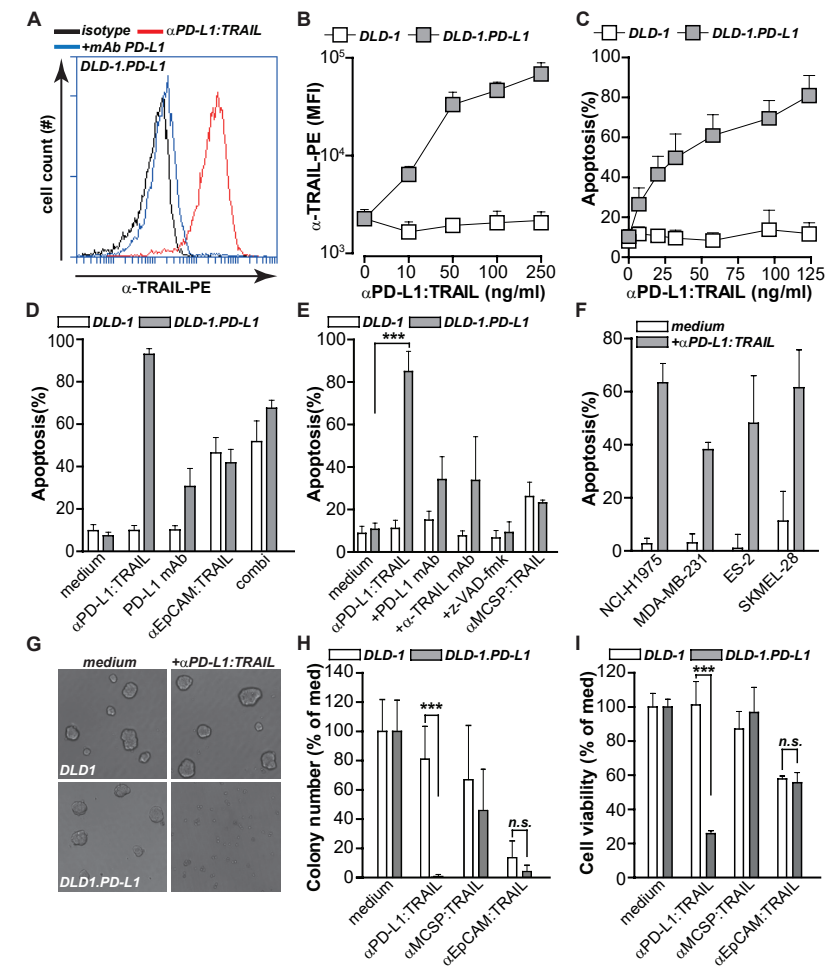 A
isotype αPD-L1:TRAIL
+mAb PD-L1
DLD-1.PD-L1
cell count (#)
α-TRAIL-PE
B
DLD-1 DLD-1.PD-L1
α-TRAIL-PE (MFI)
10⁵
10⁴
10³
0 10 50 100 250
αPD-L1:TRAIL (ng/ml)
C
DLD-1 DLD-1.PD-L1
Apoptosis(%)
100
80
60
40
20
0
0 25 50 75 100 125
αPD-L1:TRAIL (ng/ml)
D
DLD-1 DLD-1.PD-L1
Apoptosis(%)
100
80
60
40
20
0
medium
αPD-L1:TRAIL
PD-L1 mAb
αEpCAM:TRAIL
combi
E
DLD-1 DLD-1.PD-L1
***
Apoptosis(%)
100
80
60
40
20
0
medium
αPD-L1:TRAIL
+PD-L1 mAb
+α-TRAIL mAb
+z-VAD-fmk
αMCSP:TRAIL
F
medium
+αPD-L1:TRAIL
Apoptosis(%)
80
60
40
20
0
NCI-H1975
MDA-MB-231
ES-2
SKMEL-28
G
medium +αPD-L1:TRAIL
DLD1
DLD1.PD-L1
H
DLD-1 DLD-1.PD-L1
Colony number (% of med)
140
120
100
80
60
40
20
0
***
n.s.
medium
αPD-L1:TRAIL
αMCSP:TRAIL
αEpCAM:TRAIL
I
DLD-1 DLD-1.PD-L1
Cell viability (% of med)
120
100
80
60
40
20
0
***
n.s.
medium
αPD-L1:TRAIL
αMCSP:TRAIL
αEpCAM:TRAIL